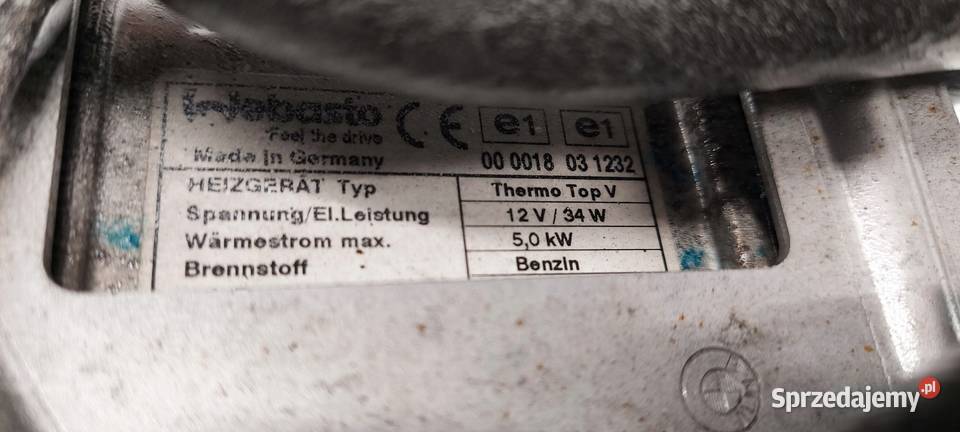 Webasto
Feel the drive
Made in Germany
CE e1 e1
00 0018 03 1232
HEIZGERÄT Typ Thermo Top V
Spannung/El.Leistung 12 V / 34 W
Wärmestrom max. 5,0 kW
Brennstoff Benzin
Sprzedajemy.pl